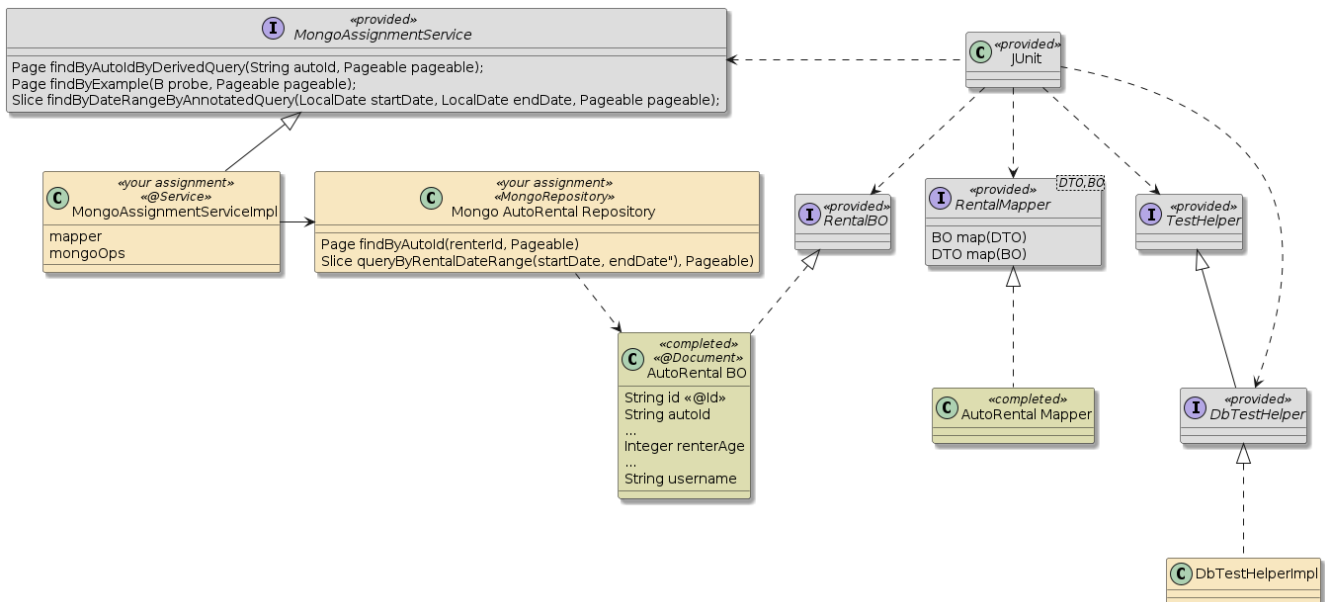 «provided»
I
MongoAssignmentService
Page findByAutoIdByDerivedQuery(String autoId, Pageable pageable);
Page findByExample(B probe, Pageable pageable);
Slice findByDateRangeByAnnotatedQuery(LocalDate startDate, LocalDate endDate, Pageable pageable);
C
«provided»
JUnit
«your assignment»
«@Service»
C
MongoAssignmentServiceImpl
mapper
mongoOps
«your assignment»
«MongoRepository»
C
Mongo AutoRental Repository
Page findByAutoId(renterId, Pageable)
Slice queryByRentalDateRange(startDate, endDate"), Pageable)
I
«provided»
RentalBO
DTO,BO
I
«provided»
RentalMapper
BO map(DTO)
DTO map(BO)
I
«provided»
TestHelper
«completed»
«@Document»
C
AutoRental BO
String id «@Id»
String autoId
...
Integer renterAge
...
String username
C
«completed»
AutoRental Mapper
I
«provided»
DbTestHelper
C
DbTestHelperImpl